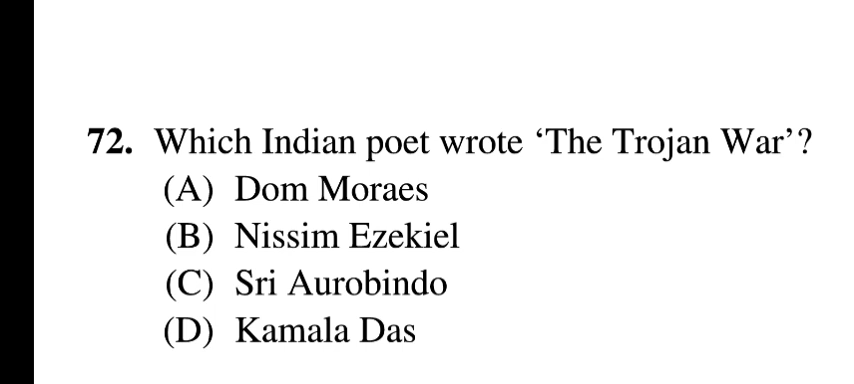 72. Which Indian poet wrote ‘The Trojan War’?
(A) Dom Moraes
(B) Nissim Ezekiel
(C) Sri Aurobindo
(D) Kamala Das